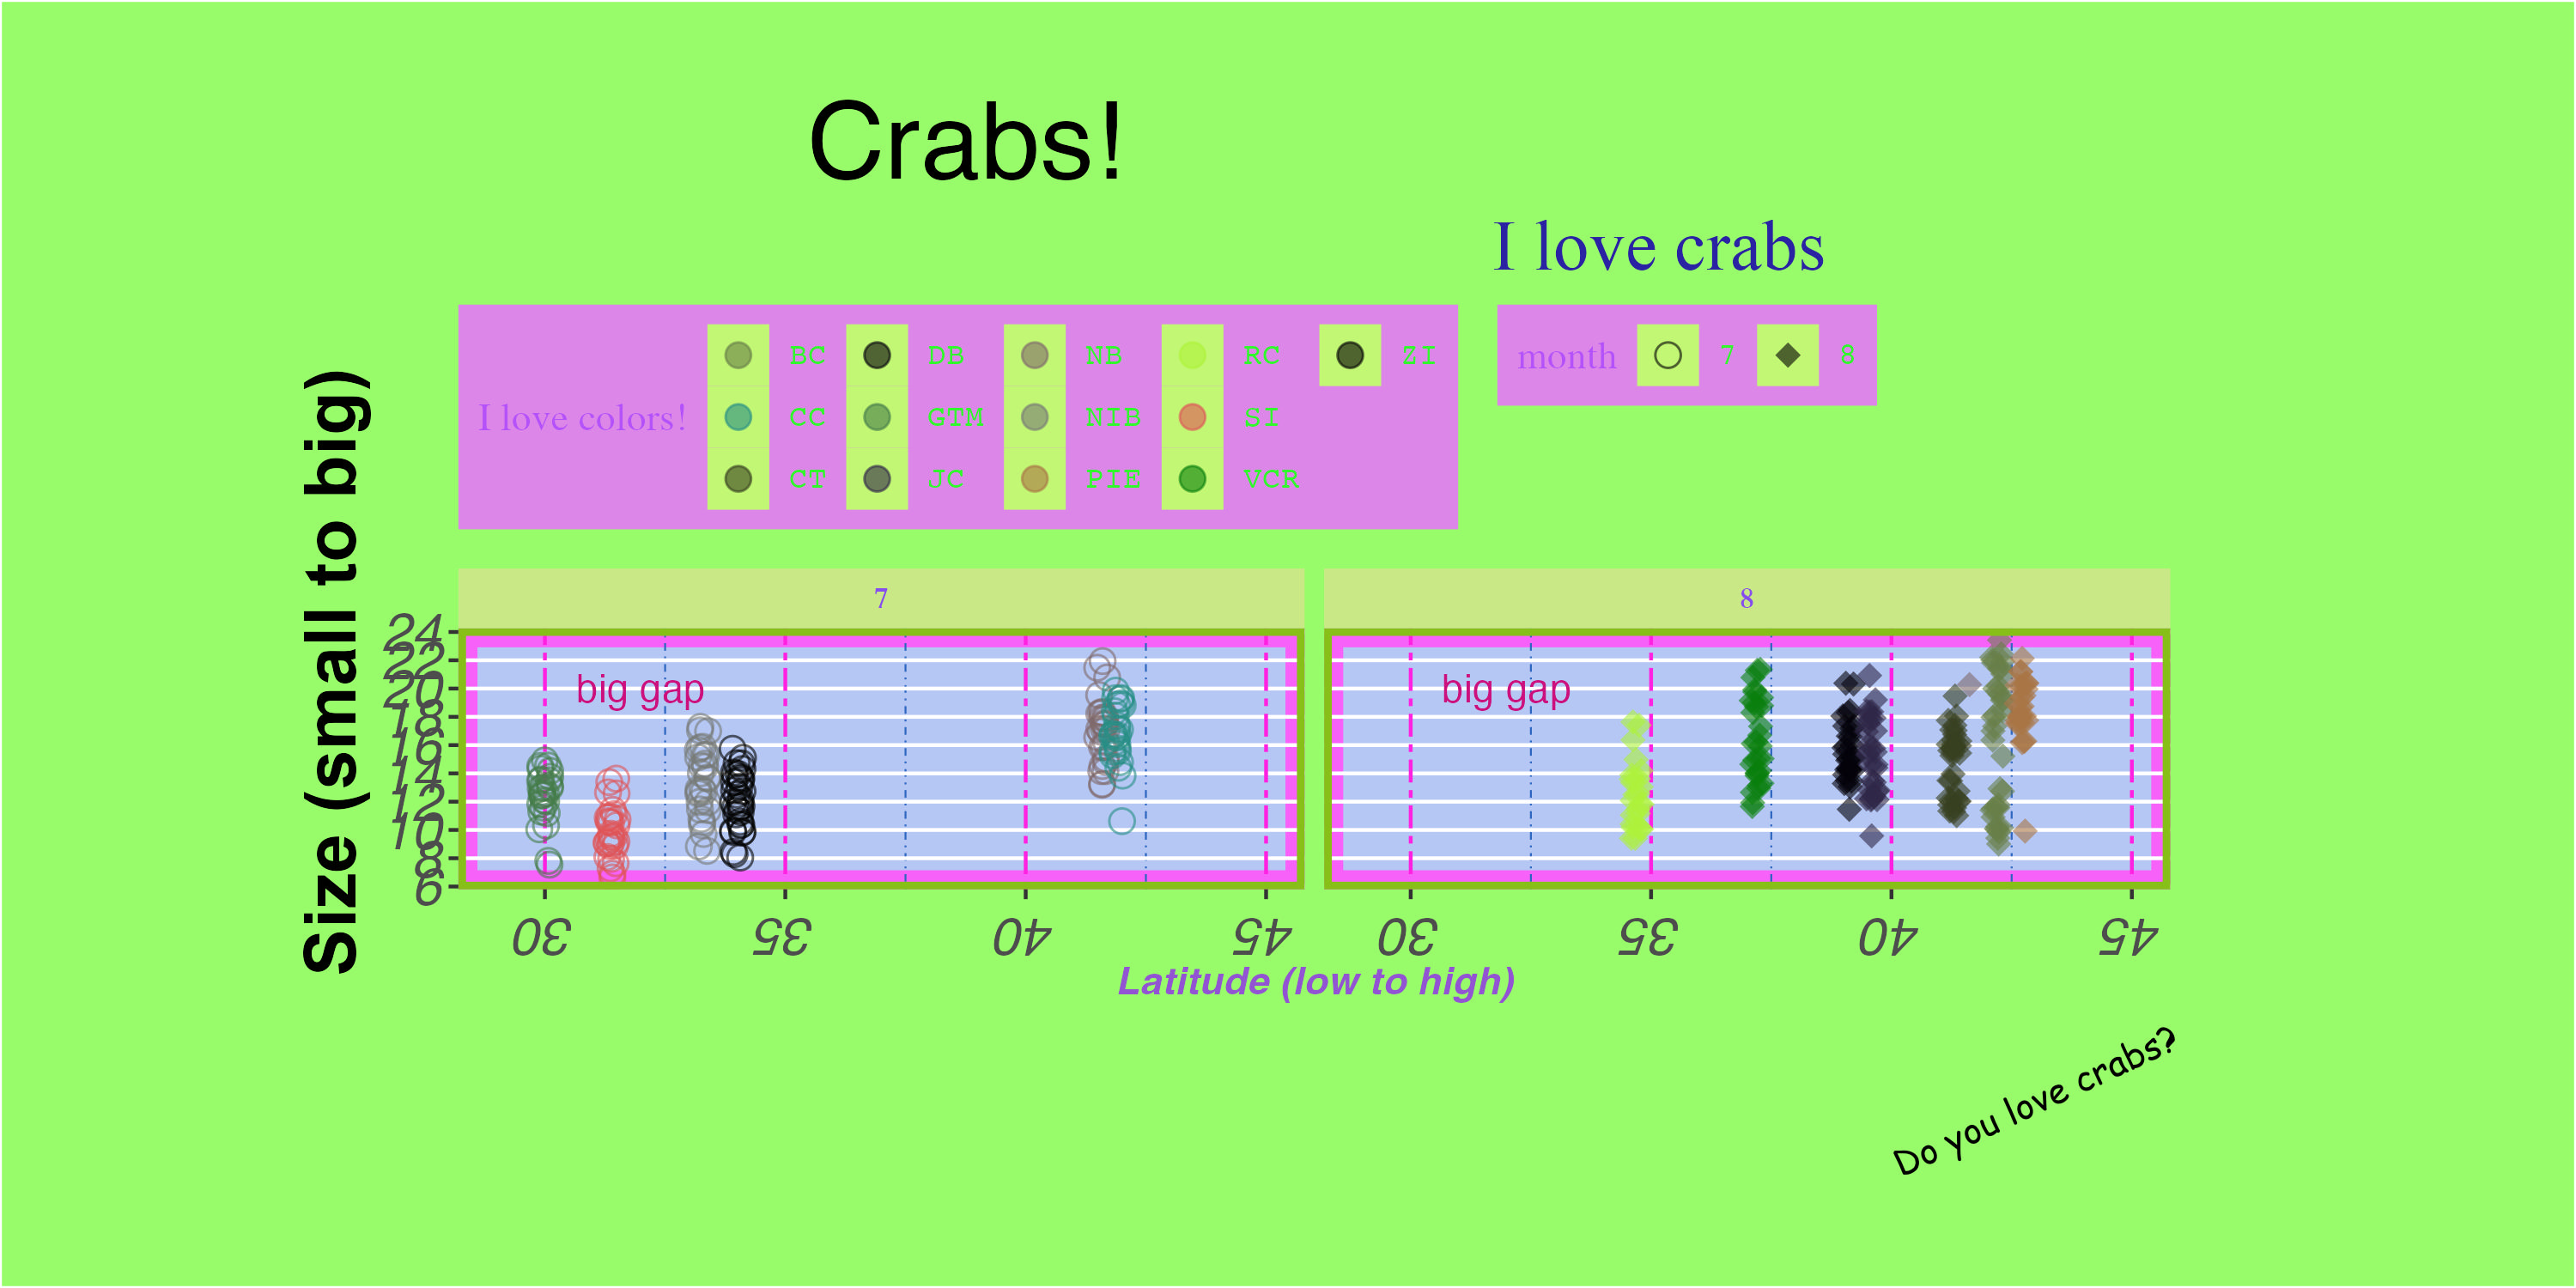 Crabs!
I love crabs
I love colors!
BC DB NB RC ZI
CC GTM NIB SI
CT JC PIE VCR
month 7 8
Size (small to big)
7 8
24
22
20
18
16
14
12
10
8
6
big gap big gap
30 35 40 45 30 35 40 45
Latitude (low to high)
Do you love crabs?